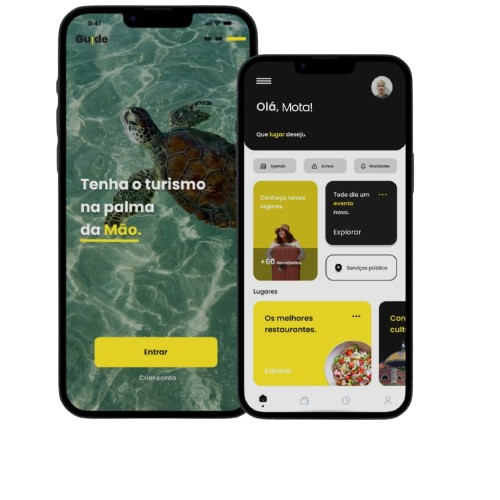 9:41
Guide
Tenha o turismo
na palma
da Mão.
Entrar
Criar conta
Olá, Mota!
Que lugar deseja.
Agenda
Avisos
Novidades
Conheça novos
lugares.
+60 Novidades.
Todo dia um
evento
novo.
Explorar
Serviços público
Lugares
Os melhores
restaurantes.
Explorar
Con
cultu